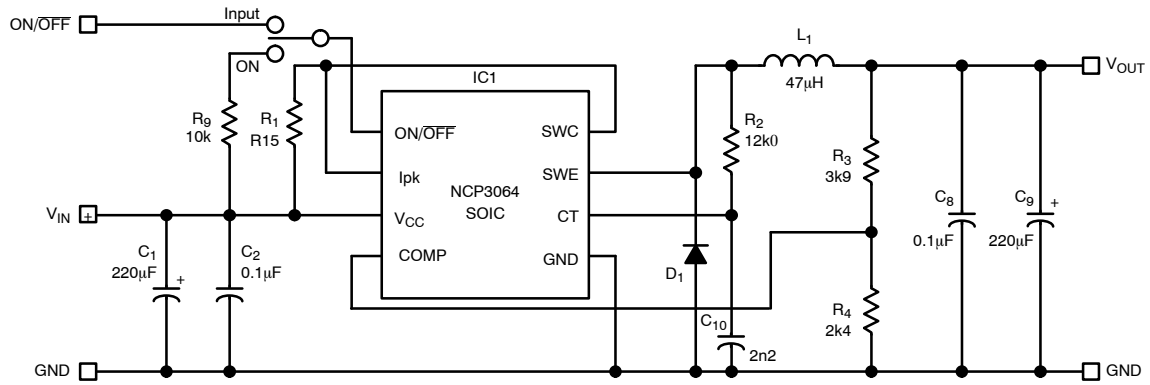 ON/OFF
Input
ON
R9
10k
R1
R15
IC1
ON/OFF
Ipk
VCC
COMP
NCP3064
SOIC
SWC
SWE
CT
GND
VIN
+
C1
220µF
+
C2
0.1µF
GND
L1
47µH
R2
12k0
D1
C10
2n2
R3
3k9
R4
2k4
C8
0.1µF
C9
220µF
+
VOUT
GND